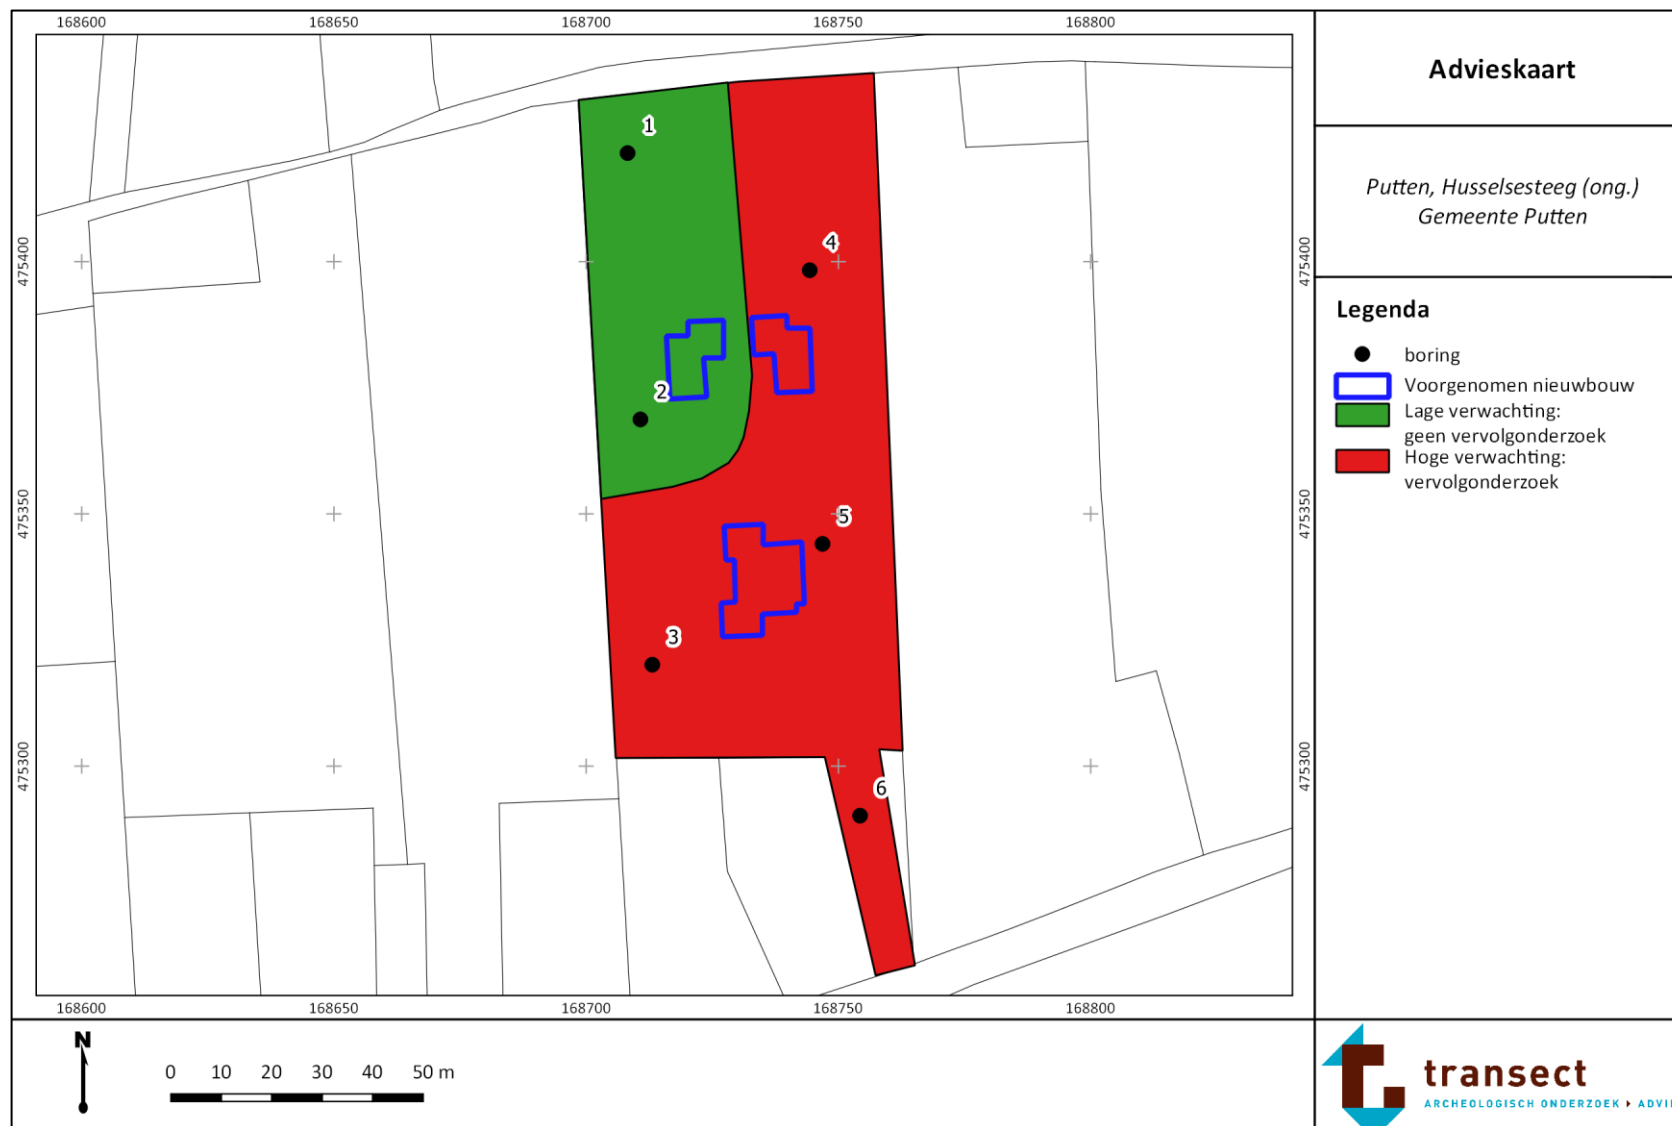 168600 168650 168700 168750 168800
Advieskaart
Putten, Husselsesteeg (ong.)
Gemeente Putten
Legenda
boring
Voorgenomen nieuwbouw
Lage verwachting:
geen vervolgonderzoek
Hoge verwachting:
vervolgonderzoek
475400 475400
475350 475350
475300 475300
1
4
2
5
3
6
168600 168650 168700 168750 168800
N
0 10 20 30 40 50 m
transect
ARCHEOLOGISCH ONDERZOEK ADVI